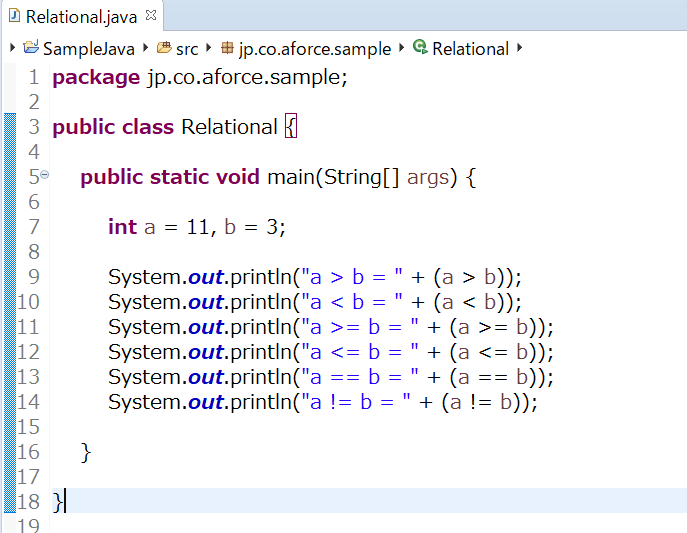 Relational.java
SampleJava src jp.co.aforce.sample Relational
1 package jp.co.aforce.sample;
2
3 public class Relational {
4
5 public static void main(String[] args) {
6
7 int a = 11, b = 3;
8
9 System.out.println("a > b = " + (a > b));
10 System.out.println("a < b = " + (a < b));
11 System.out.println("a >= b = " + (a >= b));
12 System.out.println("a <= b = " + (a <= b));
13 System.out.println("a == b = " + (a == b));
14 System.out.println("a != b = " + (a != b));
15
16 }
17
18 }
19